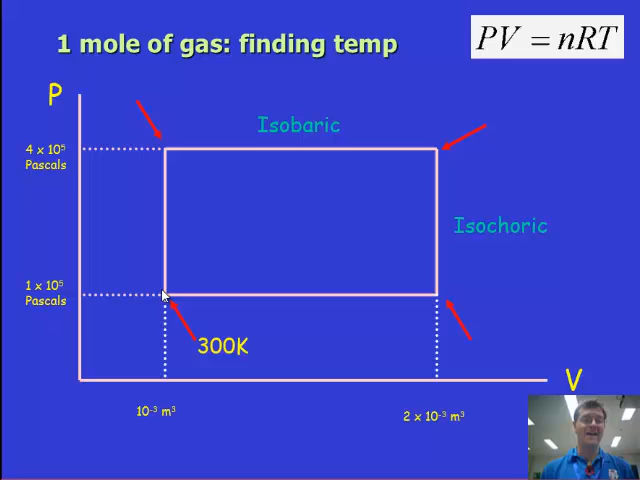 1 mole of gas: finding temp
PV = nRT
P
Isobaric
4 x 10⁵
Pascals
Isochoric
1 x 10⁵
Pascals
300K
V
10⁻³ m³
2 x 10⁻³ m³